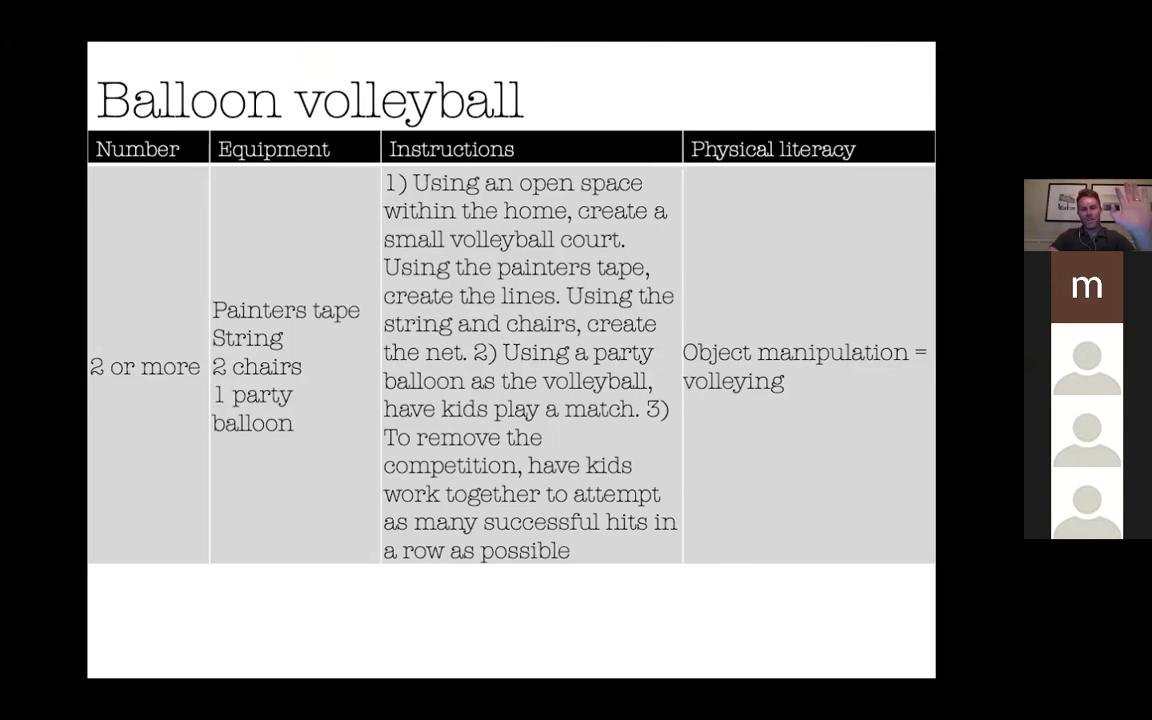 Balloon volleyball
Number
Equipment
Instructions
Physical literacy
2 or more
Painters tape
String
2 chairs
1 party
balloon
1) Using an open space
within the home, create a
small volleyball court.
Using the painters tape,
create the lines. Using the
string and chairs, create
the net. 2) Using a party
balloon as the volleyball,
have kids play a match. 3)
To remove the
competition, have kids
work together to attempt
as many successful hits in
a row as possible
Object manipulation =
volleying
m